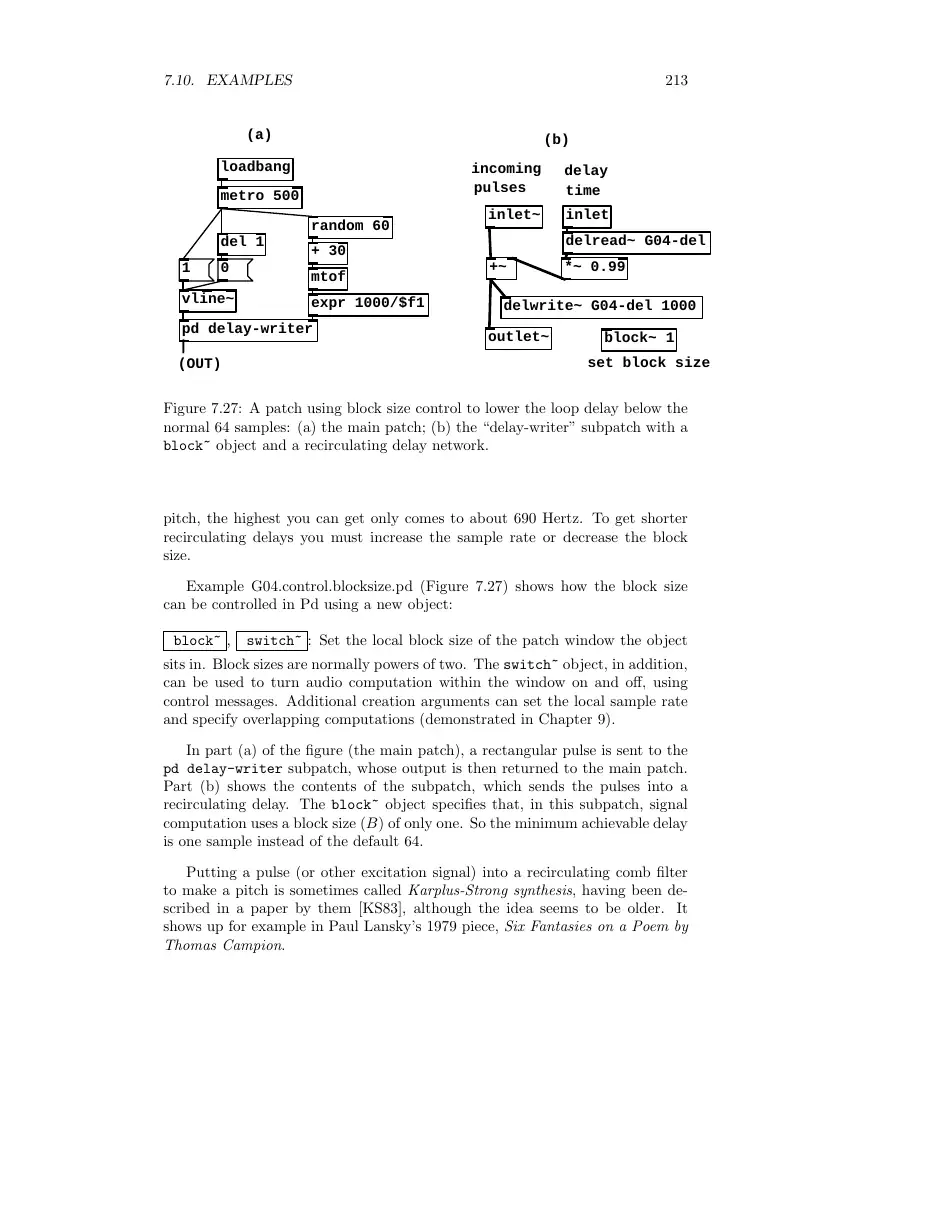 7.10. EXAMPLES 213
(a)
loadbang
metro 500
random 60
del 1
+ 30
1
0
mtof
vline~
expr 1000/$f1
pd delay-writer
(OUT)
(b)
incoming
pulses
delay
time
inlet~
inlet
delread~ G04-del
+~
*~ 0.99
delwrite~ G04-del 1000
outlet~
block~ 1
set block size
Figure 7.27: A patch using block size control to lower the loop delay below the
normal 64 samples: (a) the main patch; (b) the “delay-writer” subpatch with a
block~ object and a recirculating delay network.
pitch, the highest you can get only comes to about 690 Hertz. To get shorter
recirculating delays you must increase the sample rate or decrease the block
size.
Example G04.control.blocksize.pd (Figure 7.27) shows how the block size
can be controlled in Pd using a new object:
block~ , switch~ : Set the local block size of the patch window the object
sits in. Block sizes are normally powers of two. The switch~ object, in addition,
can be used to turn audio computation within the window on and off, using
control messages. Additional creation arguments can set the local sample rate
and specify overlapping computations (demonstrated in Chapter 9).
In part (a) of the figure (the main patch), a rectangular pulse is sent to the
pd delay-writer subpatch, whose output is then returned to the main patch.
Part (b) shows the contents of the subpatch, which sends the pulses into a
recirculating delay. The block~ object specifies that, in this subpatch, signal
computation uses a block size (B) of only one. So the minimum achievable delay
is one sample instead of the default 64.
Putting a pulse (or other excitation signal) into a recirculating comb filter
to make a pitch is sometimes called Karplus-Strong synthesis, having been de-
scribed in a paper by them [KS83], although the idea seems to be older. It
shows up for example in Paul Lansky’s 1979 piece, Six Fantasies on a Poem by
Thomas Campion.